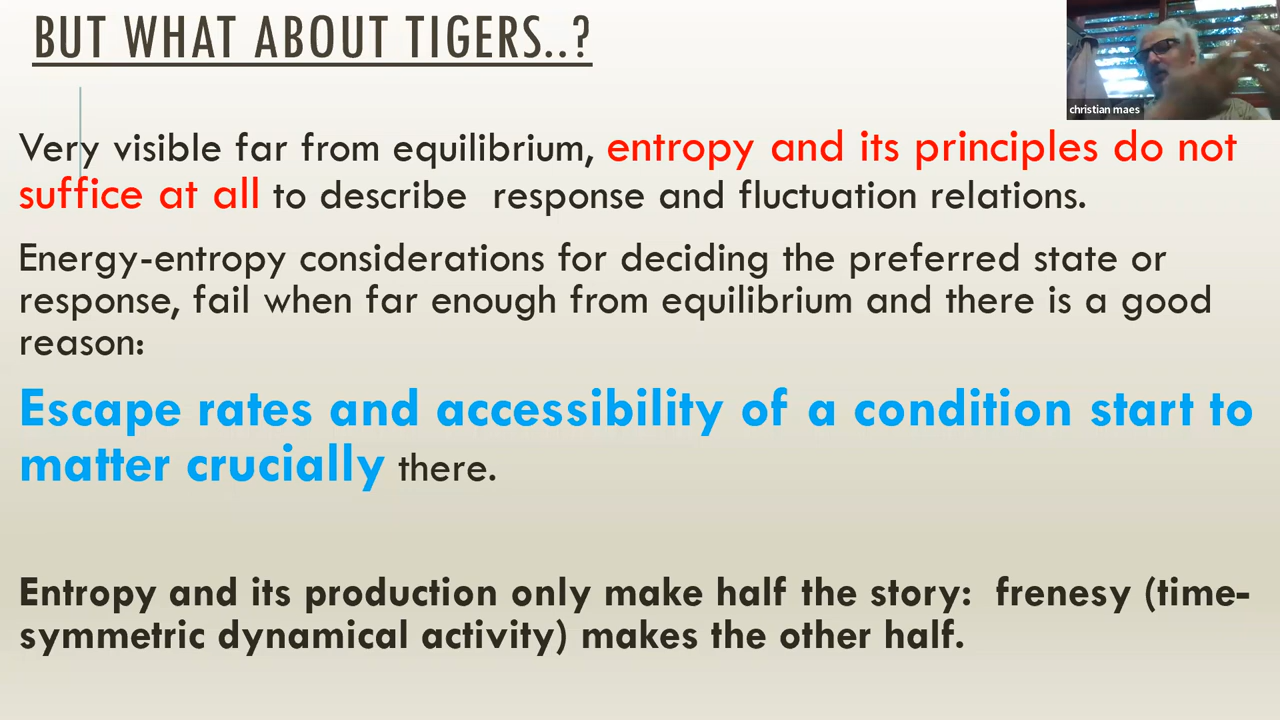 BUT WHAT ABOUT TIGERS..?
christian maes
Very visible far from equilibrium, entropy and its principles do not
suffice at all to describe response and fluctuation relations.
Energy-entropy considerations for deciding the preferred state or
response, fail when far enough from equilibrium and there is a good
reason:
Escape rates and accessibility of a condition start to
matter crucially there.
Entropy and its production only make half the story: frenesy (time-
symmetric dynamical activity) makes the other half.